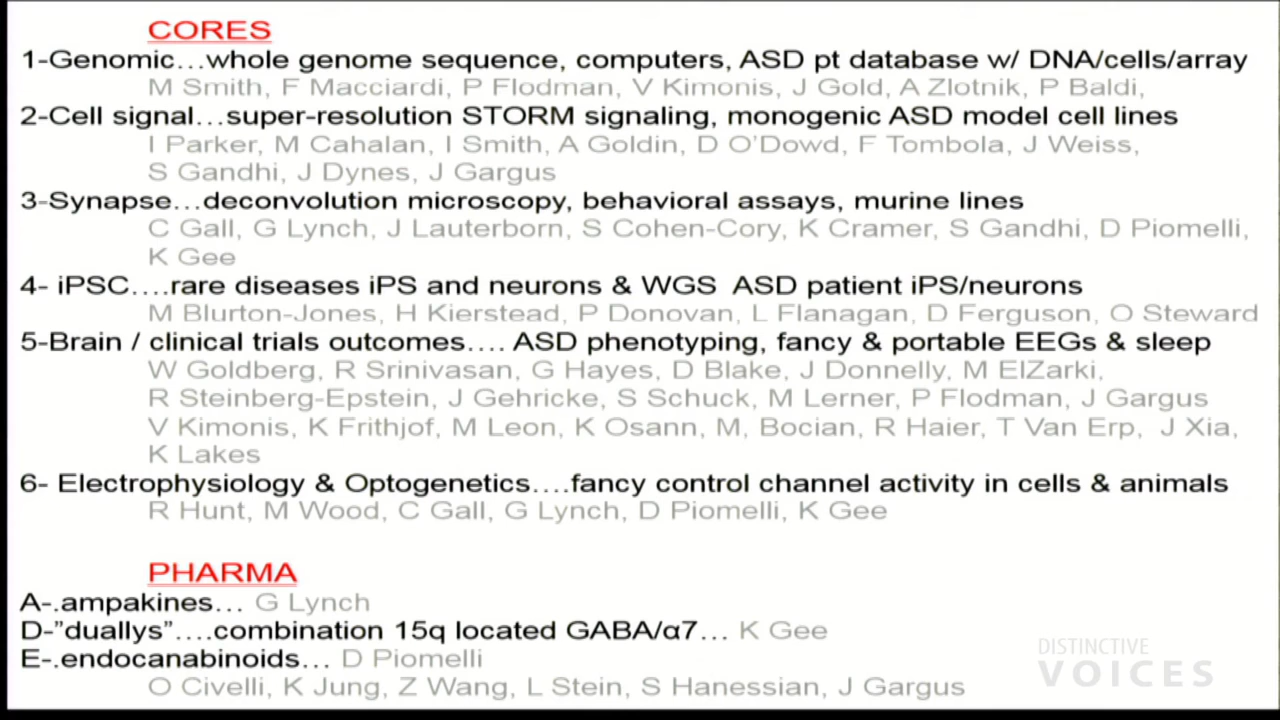 CORES
1-Genomic…whole genome sequence, computers, ASD pt database w/ DNA/cells/array
M Smith, F Macciardi, P Flodman, V Kimonis, J Gold, A Zlotnik, P Baldi,
2-Cell signal…super-resolution STORM signaling, monogenic ASD model cell lines
I Parker, M Cahalan, I Smith, A Goldin, D O'Dowd, F Tombola, J Weiss,
S Gandhi, J Dynes, J Gargus
3-Synapse…deconvolution microscopy, behavioral assays, murine lines
C Gall, G Lynch, J Lauterborn, S Cohen-Cory, K Cramer, S Gandhi, D Piomelli,
K Gee
4- iPSC….rare diseases iPS and neurons & WGS ASD patient iPS/neurons
M Blurton-Jones, H Kierstead, P Donovan, L Flanagan, D Ferguson, O Steward
5-Brain / clinical trials outcomes…. ASD phenotyping, fancy & portable EEGs & sleep
W Goldberg, R Srinivasan, G Hayes, D Blake, J Donnelly, M ElZarki,
R Steinberg-Epstein, J Gehricke, S Schuck, M Lerner, P Flodman, J Gargus
V Kimonis, K Frithjof, M Leon, K Osann, M, Bocian, R Haier, T Van Erp, J Xia,
K Lakes
6- Electrophysiology & Optogenetics….fancy control channel activity in cells & animals
R Hunt, M Wood, C Gall, G Lynch, D Piomelli, K Gee
PHARMA
A-.ampakines… G Lynch
D-"duallys"….combination 15q located GABA/α7… K Gee
E-.endocanabinoids… D Piomelli
O Civelli, K Jung, Z Wang, L Stein, S Hanessian, J Gargus
DISTINCTIVE
VOICES